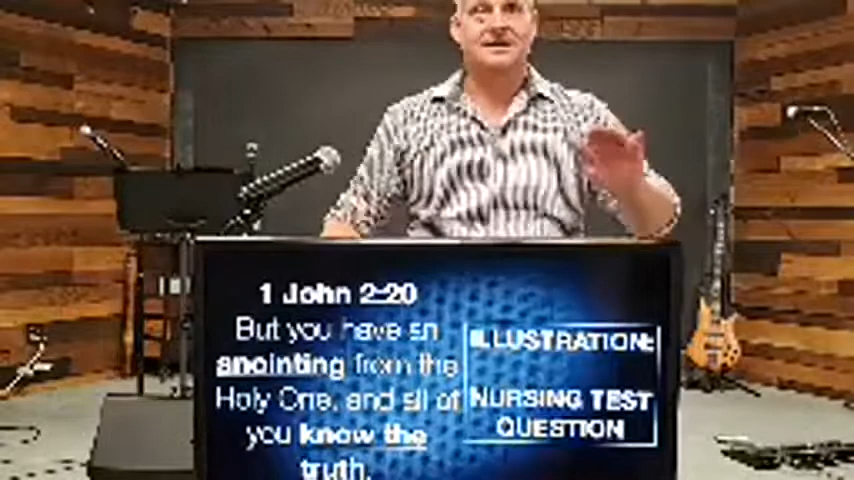 1 John 2:20
But you have an
anointing from the
Holy One, and all of
you know the
truth.
ILLUSTRATION:
NURSING TEST
QUESTION